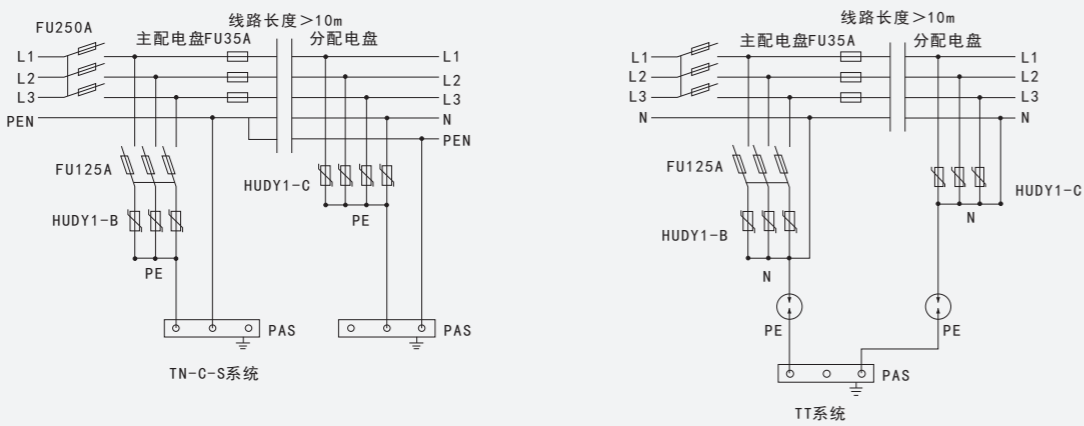 线路长度＞10m
FU250A
主配电盘FU35A
分配电盘
L1
L1
L2
L2
L3
L3
PEN
N
PEN
FU125A
HUDY1-C
HUDY1-B
PE
PE
PAS
PAS
TN-C-S系统
线路长度＞10m
主配电盘FU35A
分配电盘
L1
L1
L2
L2
L3
L3
N
N
FU125A
HUDY1-C
N
HUDY1-B
N
PE
PE
PAS
TT系统